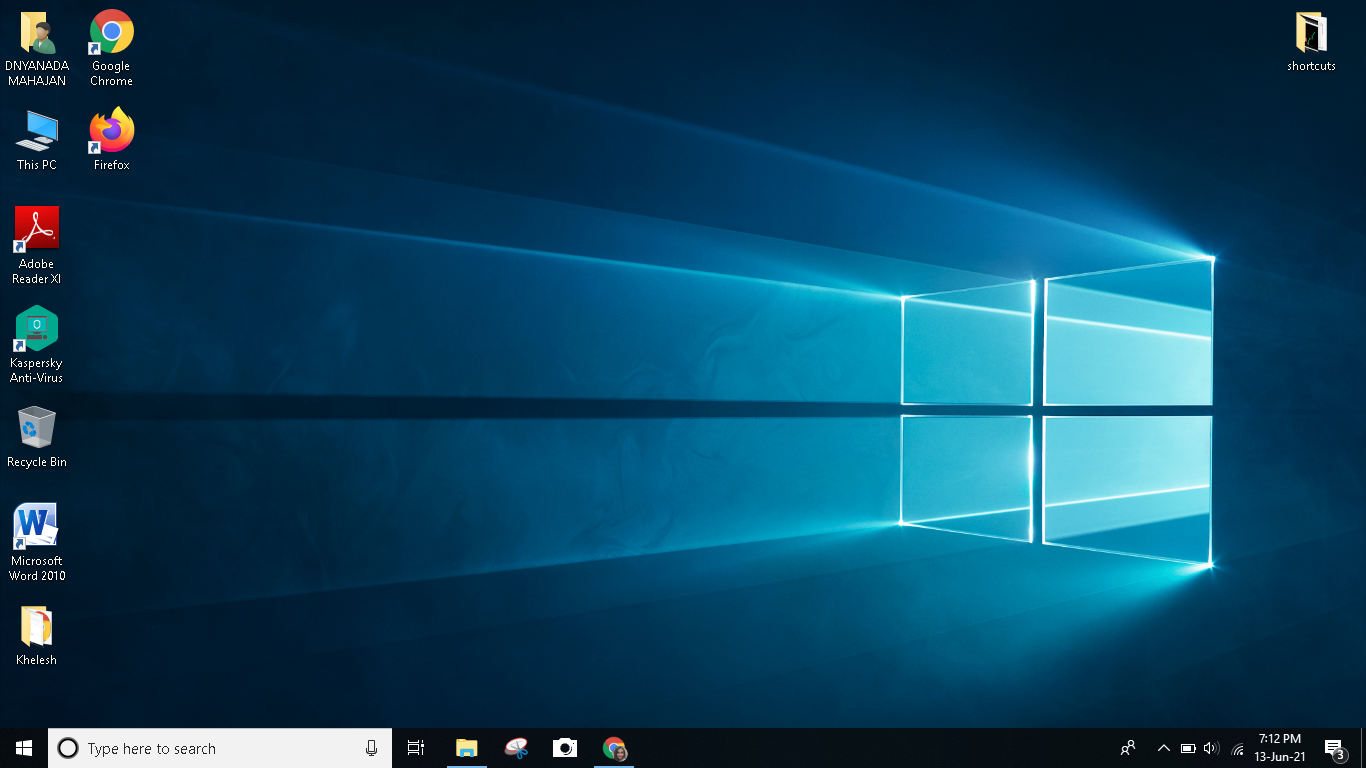 DNYANADA
MAHAJAN
Google
Chrome
shortcuts
This PC
Firefox
Adobe
Reader XI
Kaspersky
Anti-Virus
Recycle Bin
W
Microsoft
Word 2010
Khelesh
Type here to search
7:12 PM
13-Jun-21
3